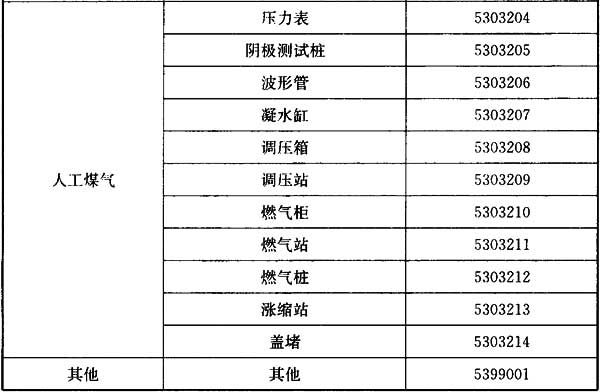 压力表 5303204
阴极测试桩 5303205
波形管 5303206
凝水缸 5303207
调压箱 5303208
人工煤气 调压站 5303209
燃气柜 5303210
燃气站 5303211
燃气桩 5303212
涨缩站 5303213
盖堵 5303214
其他 其他 5399001